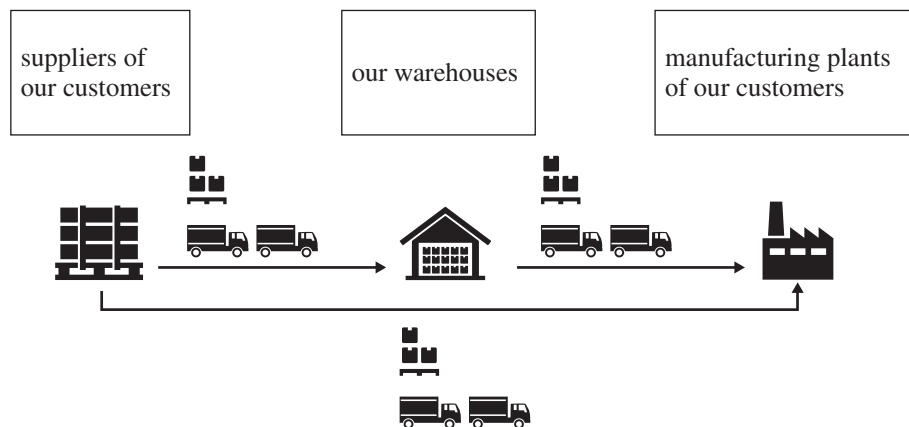 suppliers of
our customers
our warehouses
manufacturing plants
of our customers